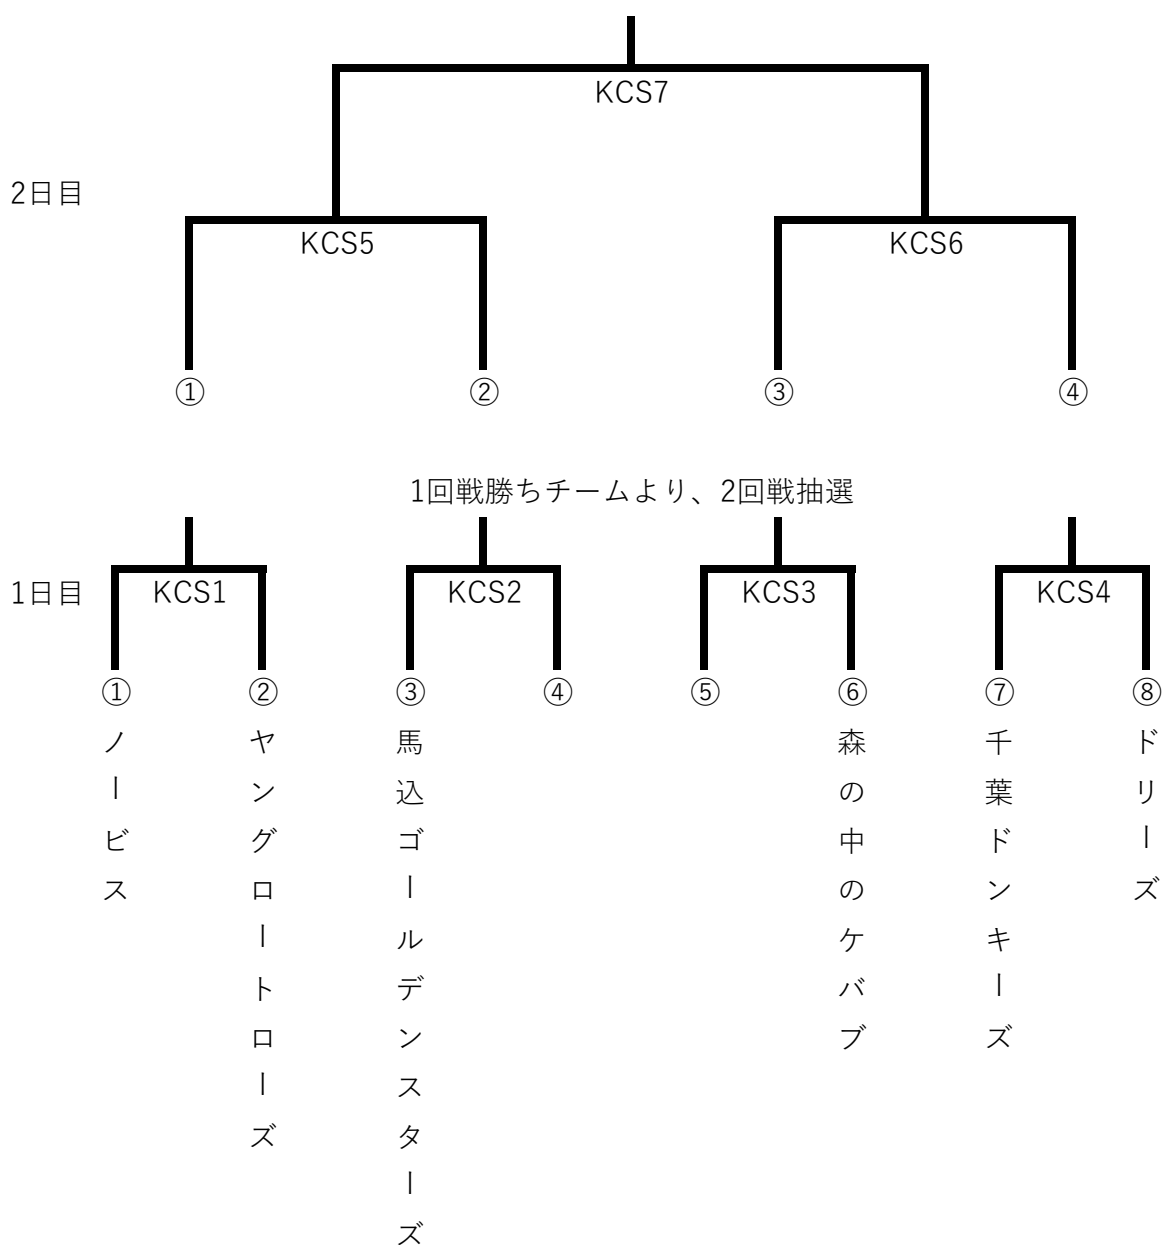 KCS7
2日目
KCS5
KCS6
①
②
③
④
1回戦勝ちチームより、2回戦抽選
1日目
KCS1
KCS2
KCS3
KCS4
①
②
③
④
⑤
⑥
⑦
⑧
ノービス
ヤングロートローズ
馬込ゴールデンスターズ
森の中のケバブ
千葉ドンキーズ
ドリーズ